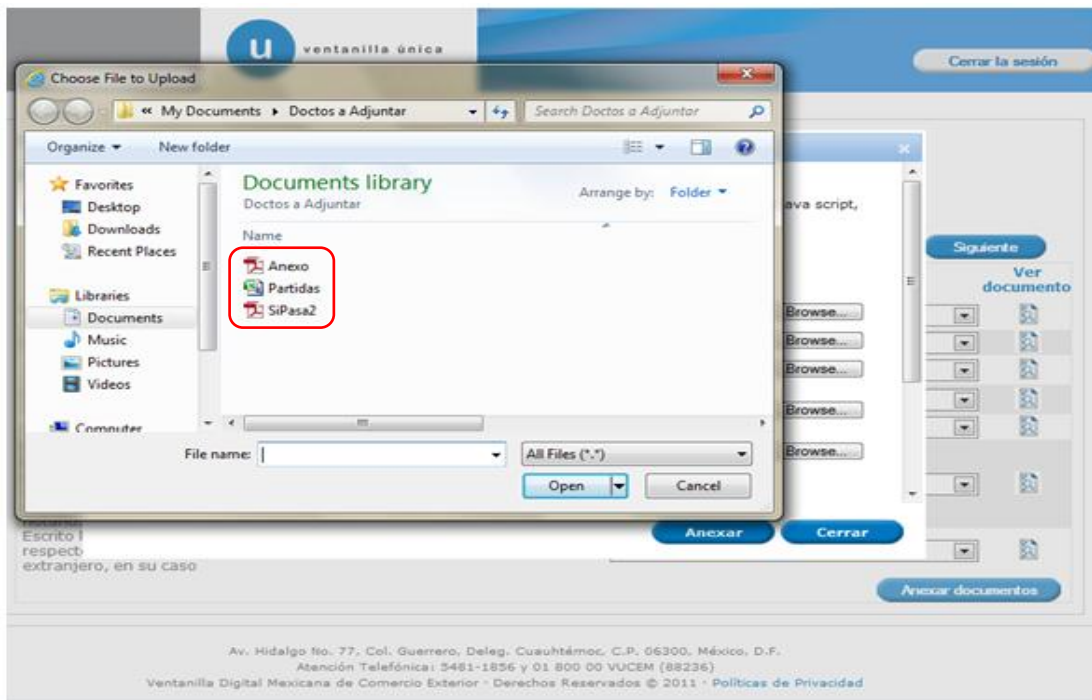 u ventanilla única
Cerrar la sesión
Choose File to Upload
« My Documents ▸ Doctos a Adjuntar
Search Doctos a Adjuntar
Organize
New folder
Favorites
Desktop
Downloads
Recent Places
Libraries
Documents
Music
Pictures
Videos
Computer
Documents library
Doctos a Adjuntar
Arrange by: Folder
Name
Anexo
Partidas
SiPasa2
File name:
All Files (*.*)
Open
Cancel
ava script,
Browse...
Browse...
Browse...
Browse...
Browse...
Anexar
Cerrar
Siguiente
Ver
documento
Escrito
respect
extranjero, en su caso
Anexar documentos
Av. Hidalgo No. 77, Col. Guerrero, Deleg. Cuauhtémoc, C.P. 06300, México, D.F.
Atención Telefónica: 5481-1856 y 01 800 00 VUCEM (88236)
Ventanilla Digital Mexicana de Comercio Exterior - Derechos Reservados © 2011 - Políticas de Privacidad